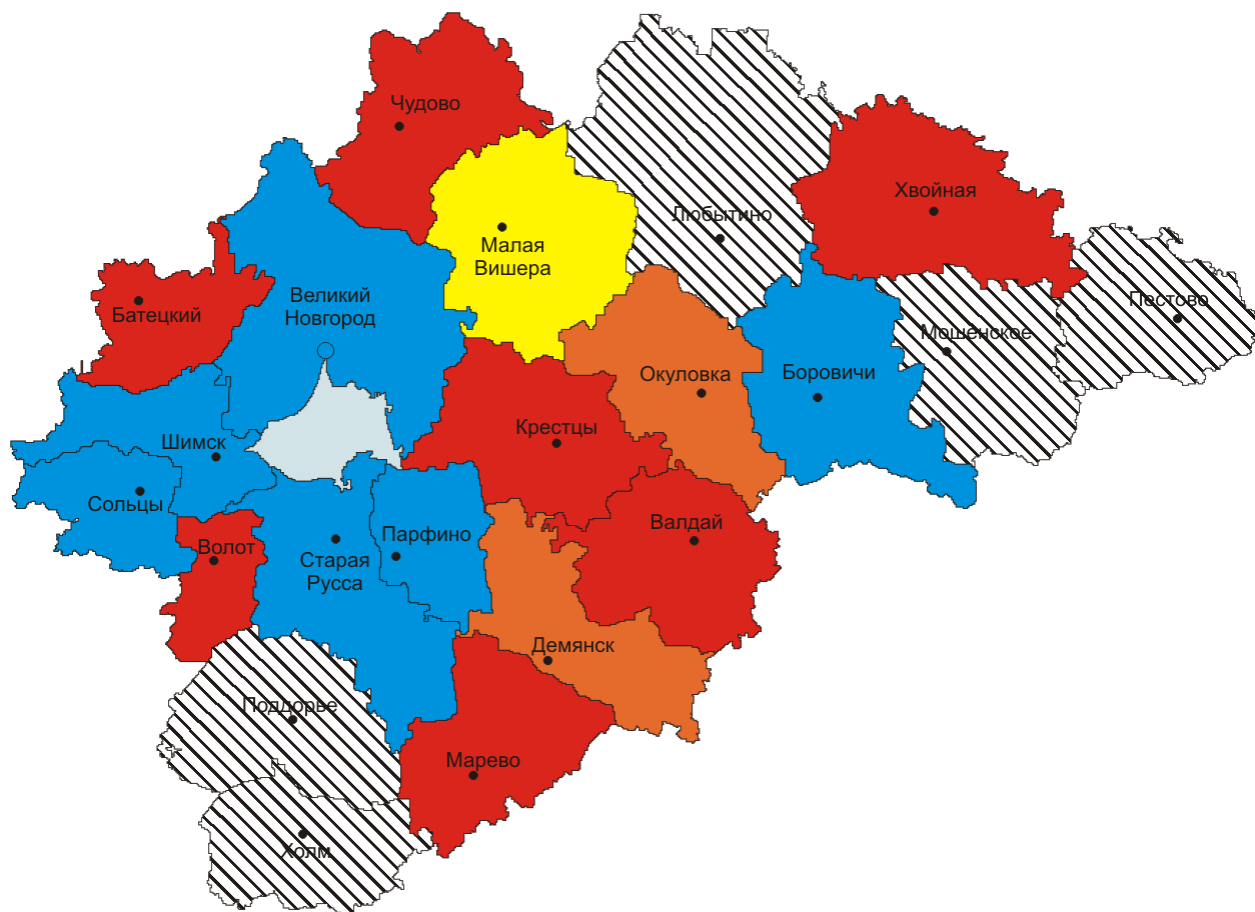 Чудово
Хвойная
Любытино
Малая
Вишера
Великий
Новгород
Батецкий
Пестово
Мошенское
Окуловка
Боровичи
Крестцы
Шимск
Сольцы
Волот
Старая
Русса
Парфино
Валдай
Демянск
Поддорье
Марево
Холм